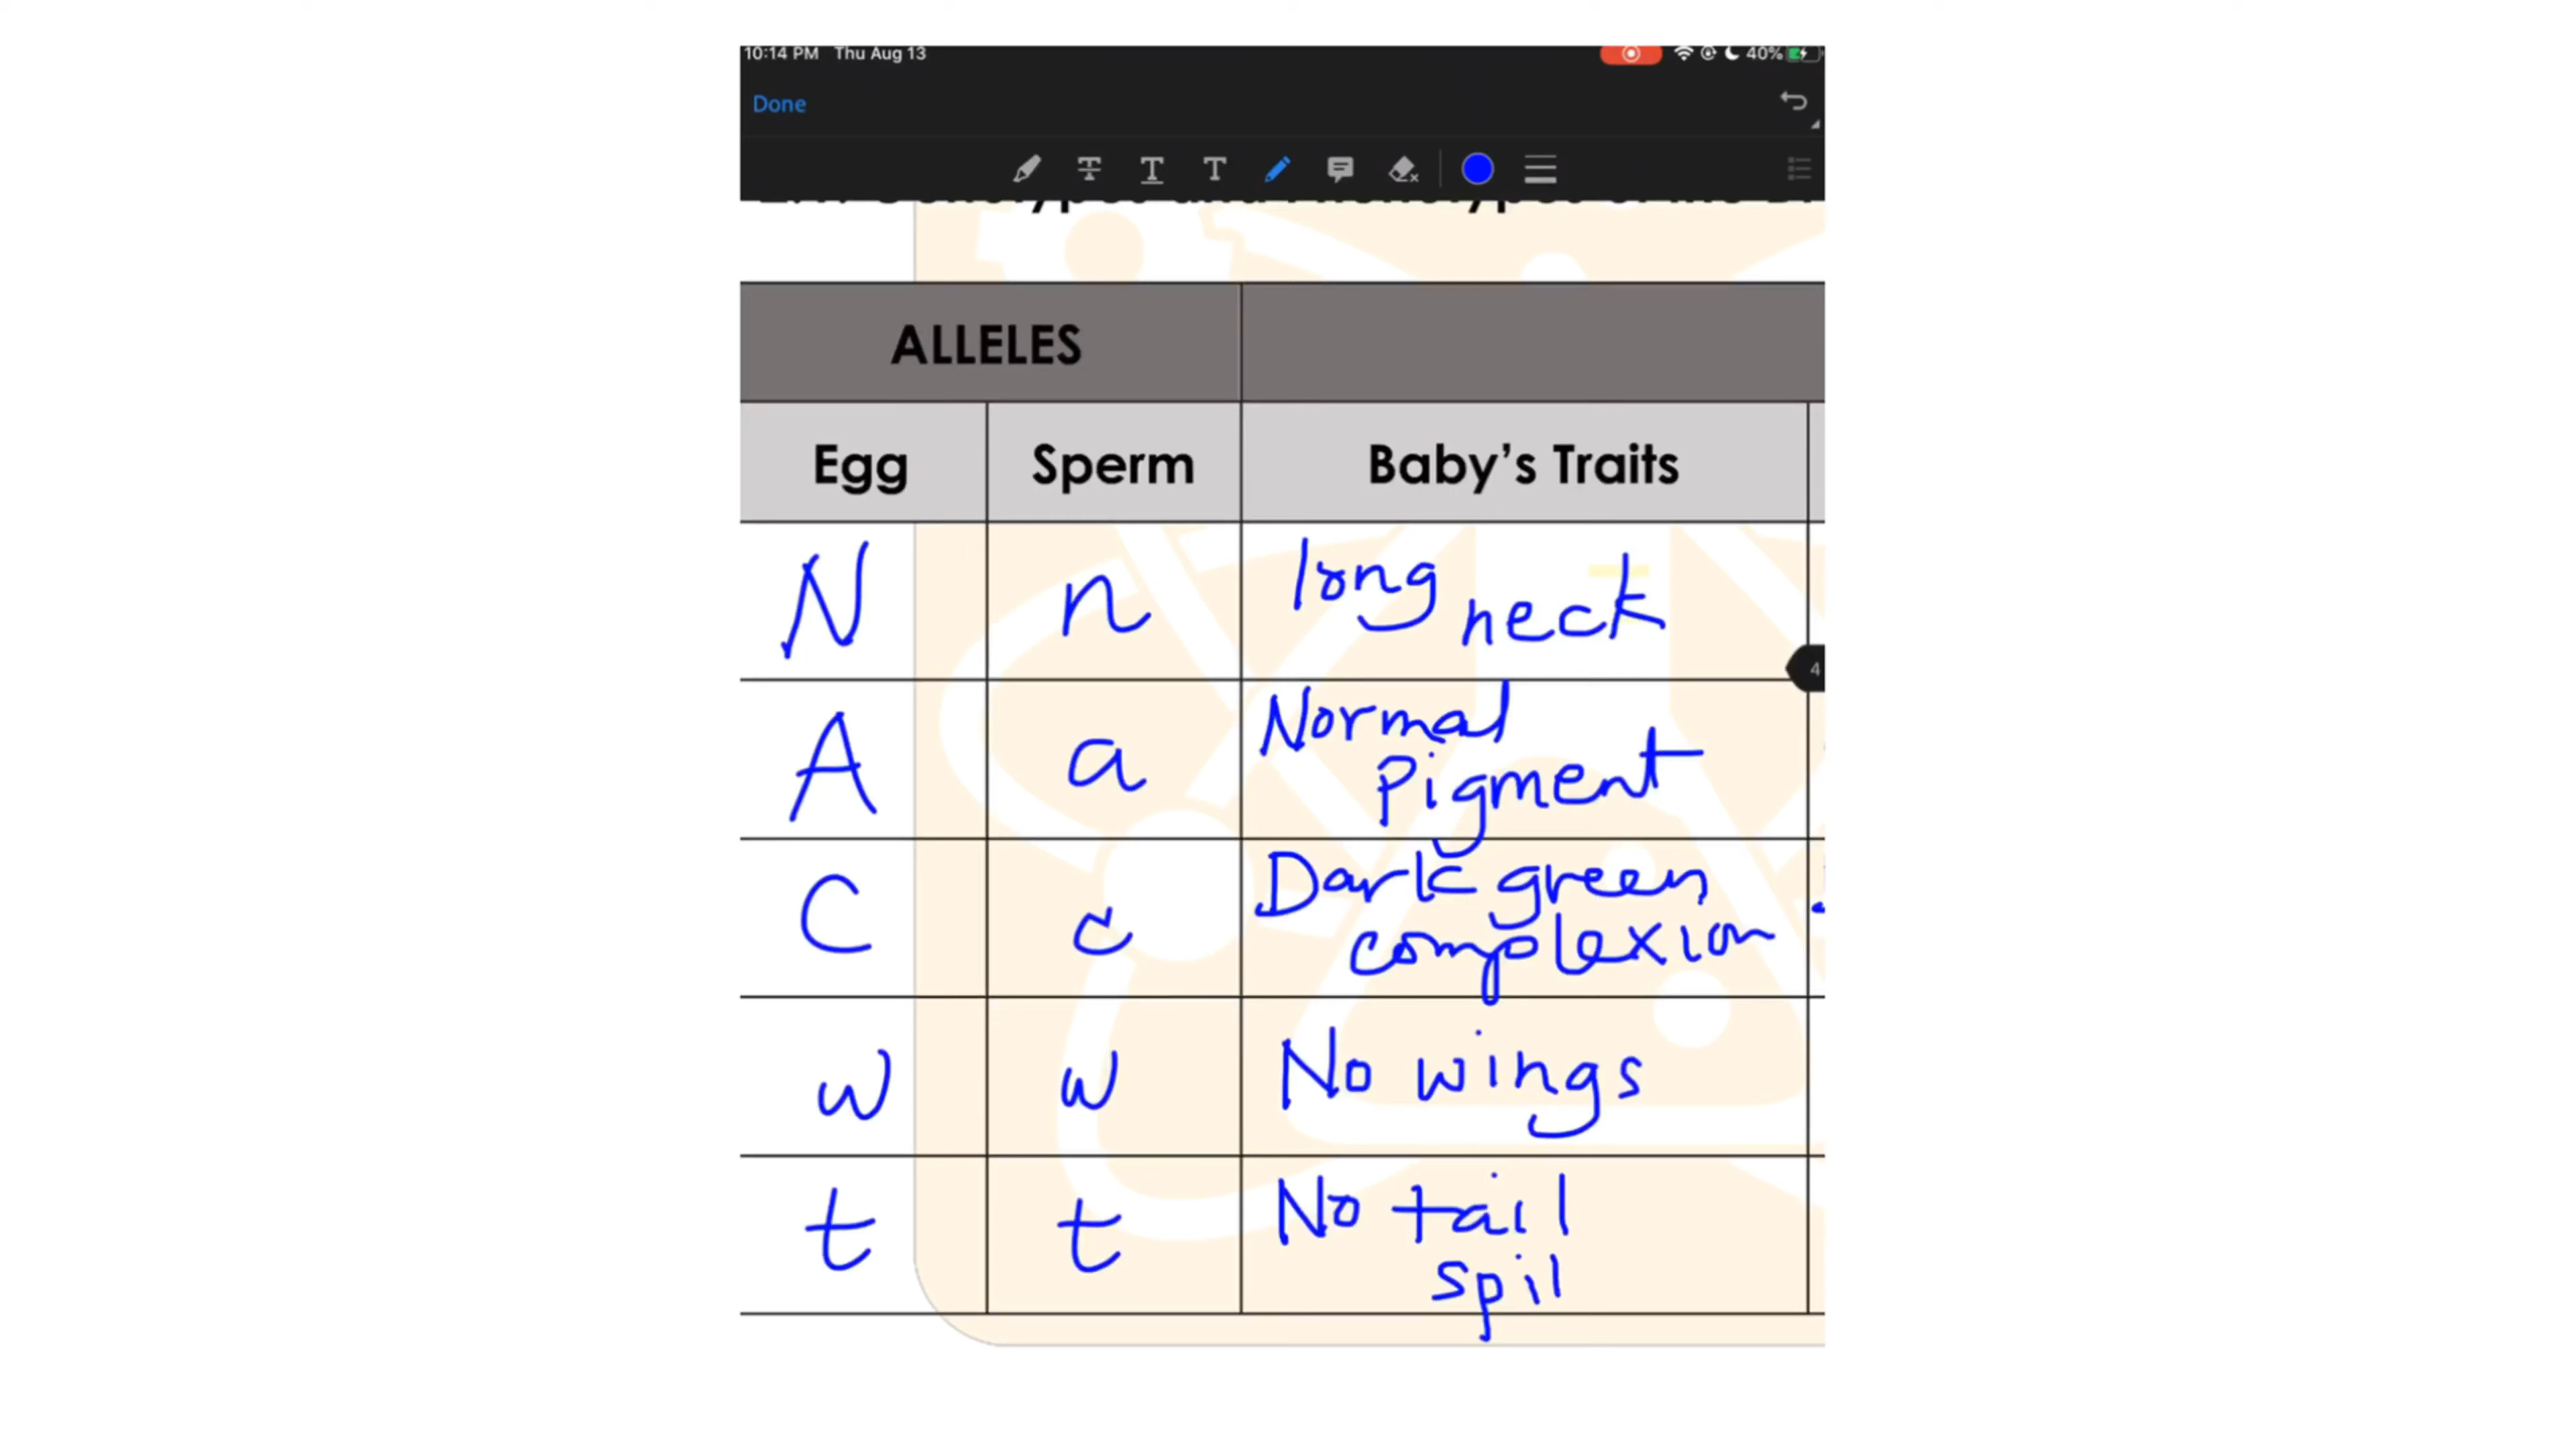 10:14 PM Thu Aug 13 40%
Done
ALLELES
Egg Sperm Baby's Traits
N n long neck
A a Normal Pigment
C c Dark green complexion
w w No wings
t t No tail spil
4